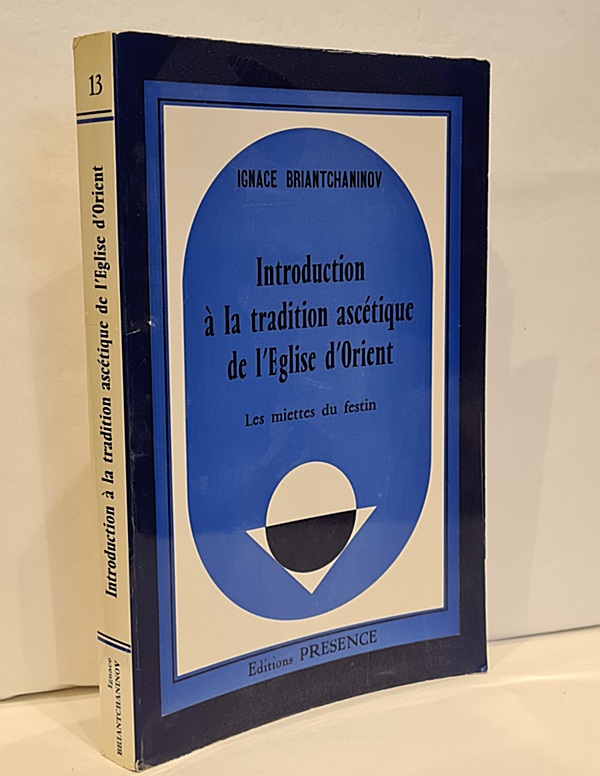 13
Introduction à la tradition ascétique de l'Eglise d'Orient
Ignace
BRIANTCHANINOV
IGNACE BRIANTCHANINOV
Introduction
à la tradition ascétique
de l'Eglise d'Orient
Les miettes du festin
Editions PRESENCE